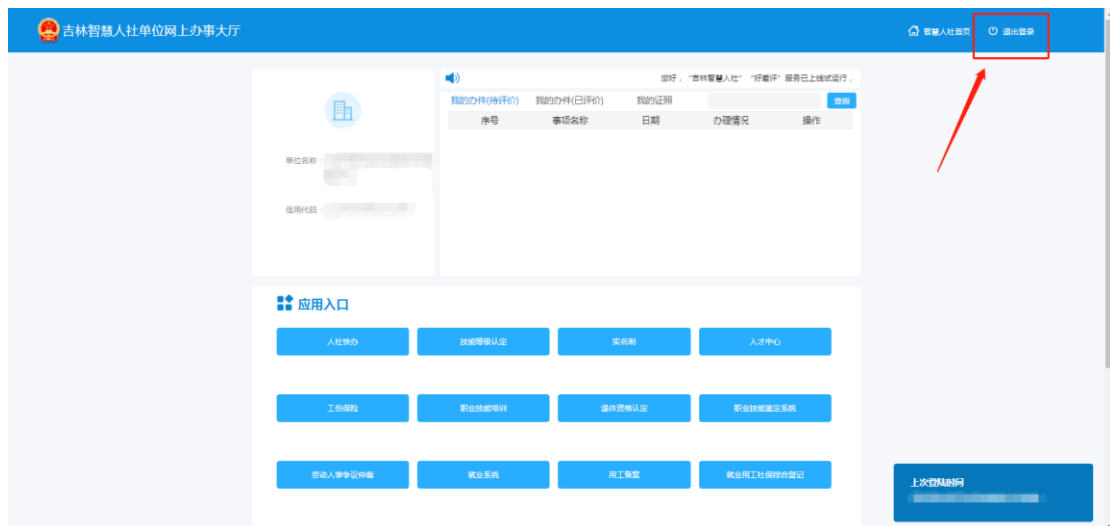 吉林智慧人社单位网上办事大厅
智慧人社首页 退出登录
您好，"吉林智慧人社" "好差评" 服务已上线试运行，
我的办件(待评价) 我的办件(已评价) 我的证照 查询
序号 事项名称 日期 办理情况 操作
单位名称：
信用代码：
应用入口
人社快办 技能等级认定 实名制 人才中心
工伤保险 职业技能培训 退休资格认定 职业技能鉴定系统
劳动人事争议仲裁 就业系统 用工备案 就业用工社保综合登记
上次登陆时间